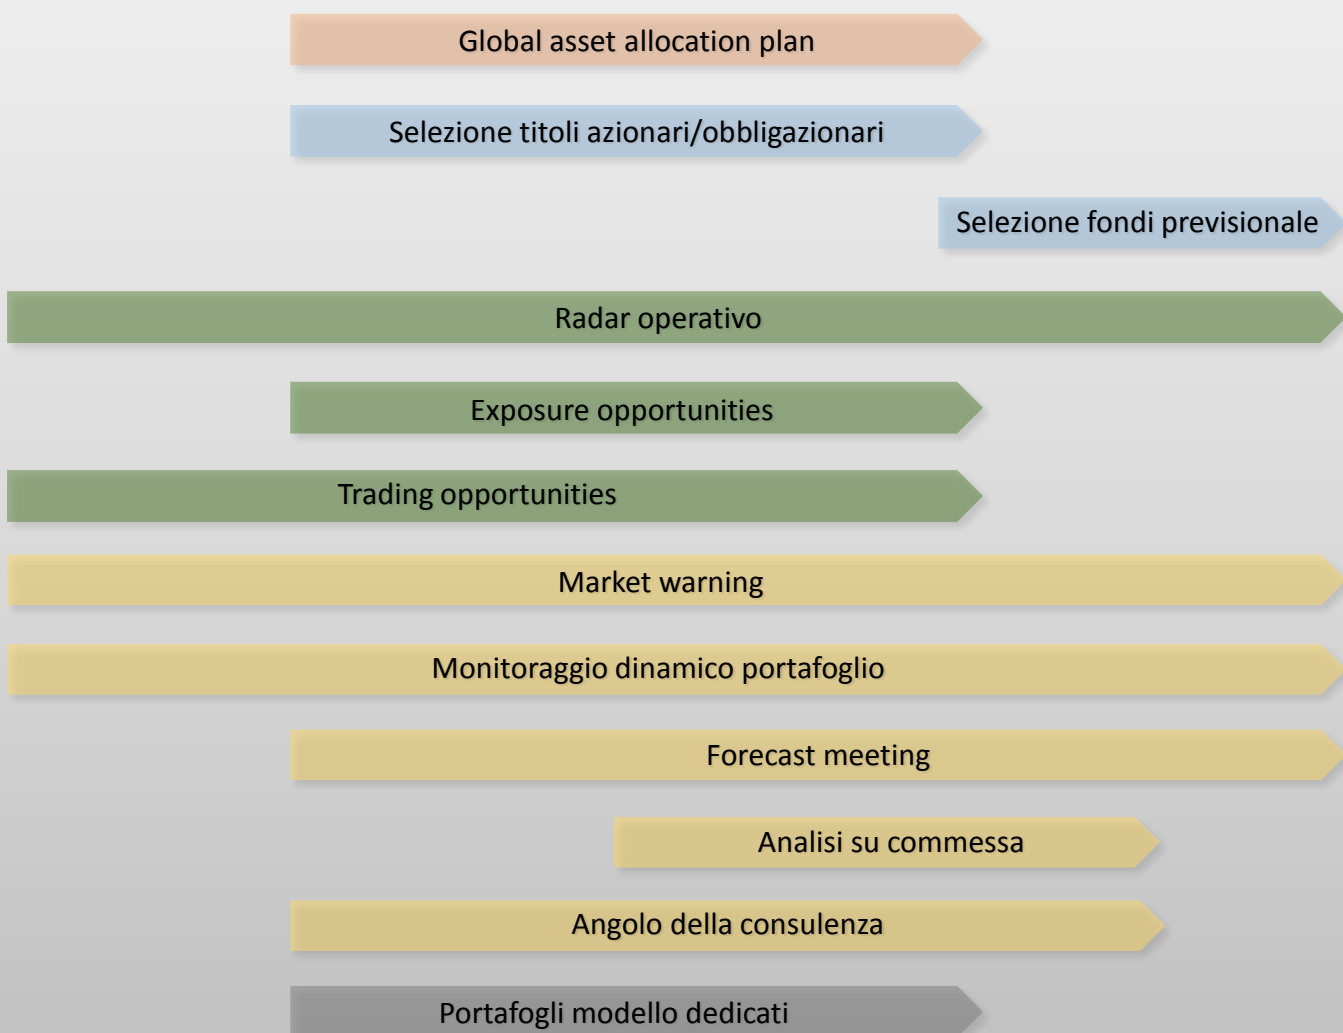 Global asset allocation plan
Selezione titoli azionari/obbligazionari
Selezione fondi previsionale
Radar operativo
Exposure opportunities
Trading opportunities
Market warning
Monitoraggio dinamico portafoglio
Forecast meeting
Analisi su commessa
Angolo della consulenza
Portafogli modello dedicati